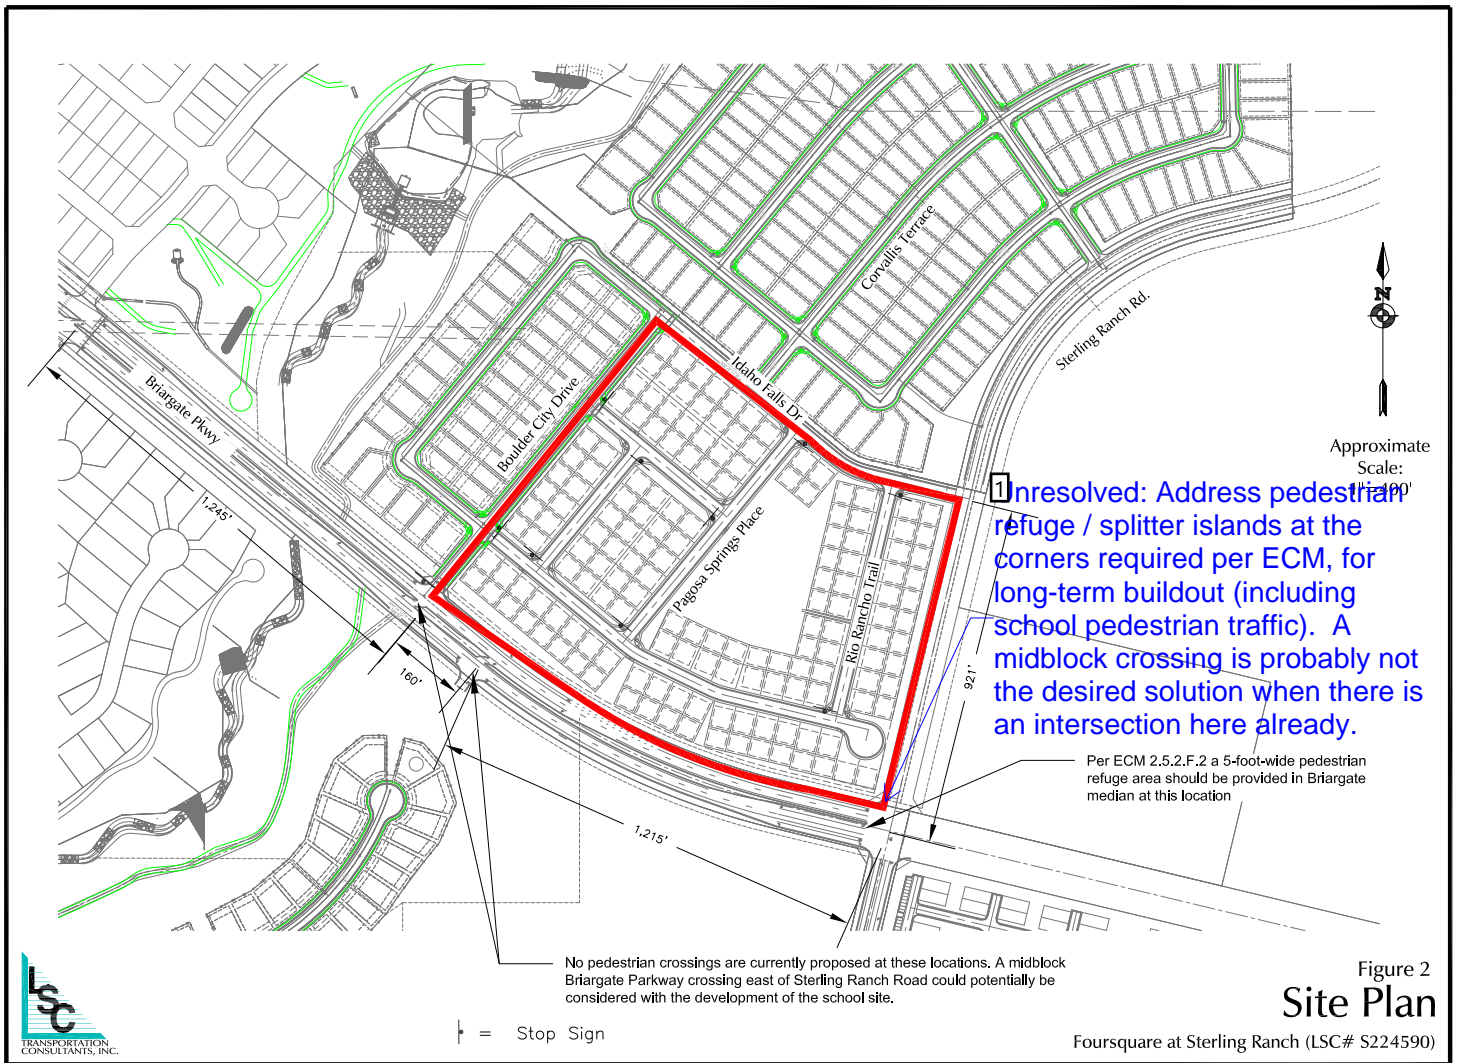 Corvallis Terrace
Sterling Ranch Rd.
N
Briargate Pkwy
Boulder City Drive
Idaho Falls Dr
Approximate
Scale:
1"=400'
1,245'
Pagosa Springs Place
Rio Rancho Trail
1
Unresolved: Address pedestrian
refuge / splitter islands at the
corners required per ECM, for
long-term buildout (including
school pedestrian traffic). A
midblock crossing is probably not
the desired solution when there is
an intersection here already.
160'
921'
Per ECM 2.5.2.F.2 a 5-foot-wide pedestrian
refuge area should be provided in Briargate
median at this location
1,215'
No pedestrian crossings are currently proposed at these locations. A midblock
Briargate Parkway crossing east of Sterling Ranch Road could potentially be
considered with the development of the school site.
= Stop Sign
LSC
TRANSPORTATION
CONSULTANTS, INC.
Figure 2
Site Plan
Foursquare at Sterling Ranch (LSC# S224590)